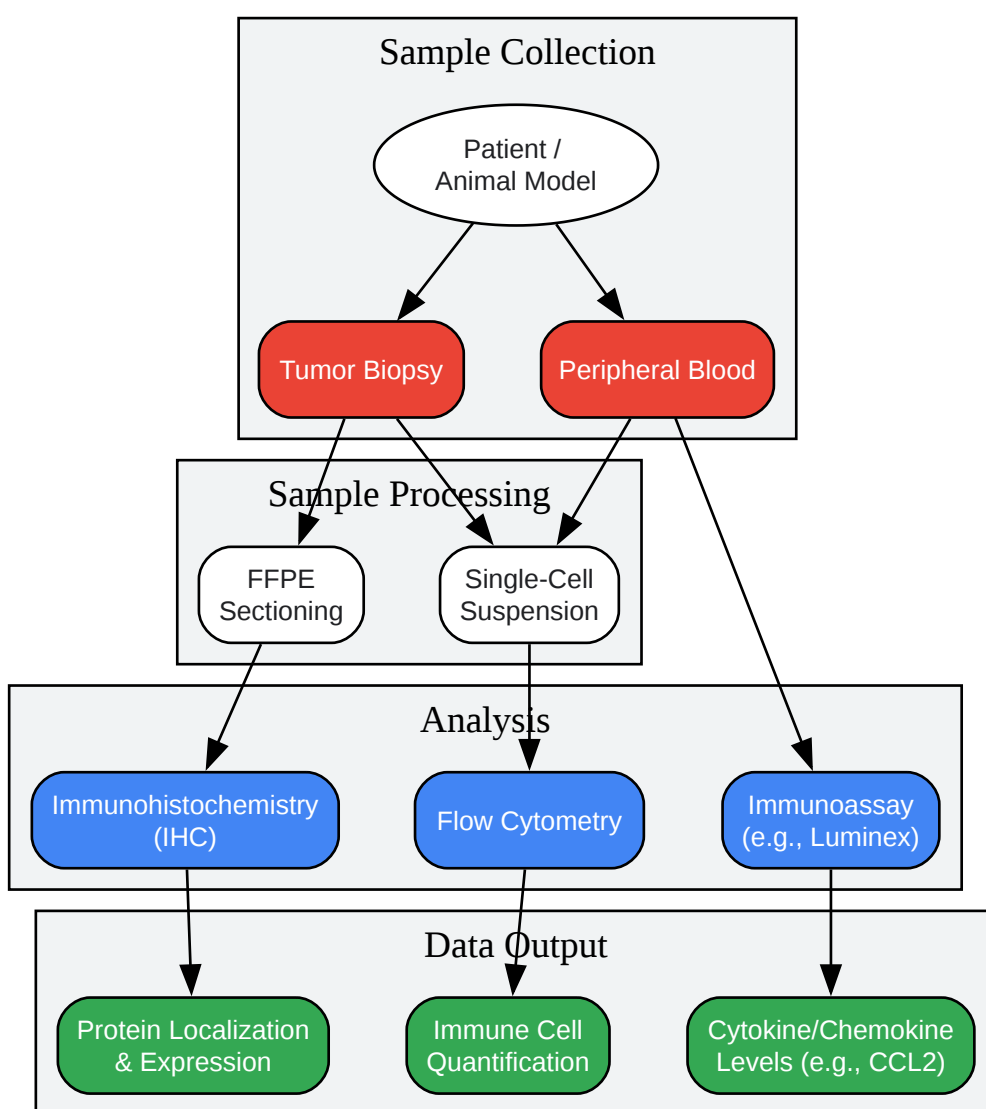 Sample Collection
Patient /
Animal Model
Tumor Biopsy
Peripheral Blood
Sample Processing
FFPE
Sectioning
Single-Cell
Suspension
Analysis
Immunohistochemistry
(IHC)
Flow Cytometry
Immunoassay
(e.g., Luminex)
Data Output
Protein Localization
& Expression
Immune Cell
Quantification
Cytokine/Chemokine
Levels (e.g., CCL2)